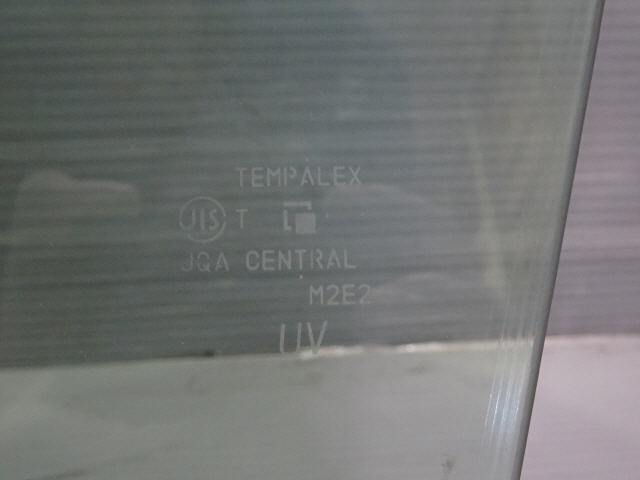 TEMPALEX
JIS T
JQA CENTRAL
M2E2
UV